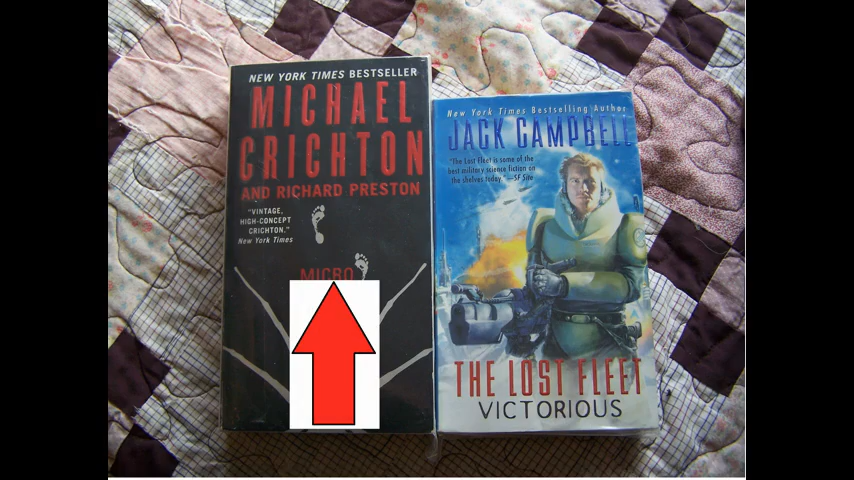 NEW YORK TIMES BESTSELLER
MICHAEL
CRICHTON
AND RICHARD PRESTON
"VINTAGE,
HIGH-CONCEPT
CRICHTON."
New York Times
MICRO
New York Times Bestselling Author
JACK CAMPBELL
"The Lost Fleet is some of the
best military science fiction on
the shelves today."—SF Site
THE LOST FLEET
VICTORIOUS